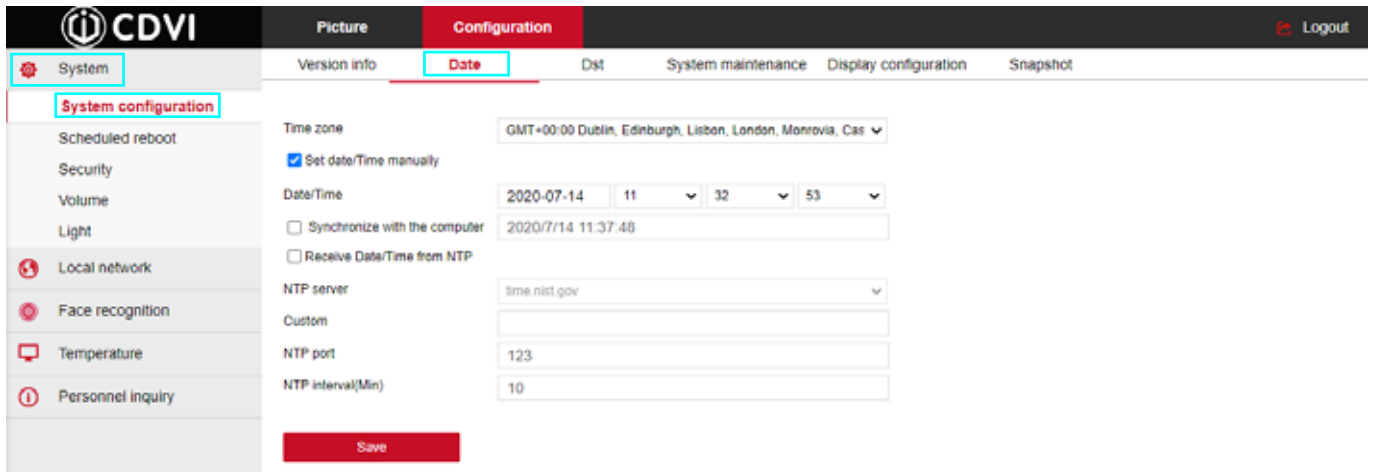 CDVI Picture Configuration Logout
System Version info Date Dst System maintenance Display configuration Snapshot
System configuration
Scheduled reboot
Security
Volume
Light
Local network
Face recognition
Temperature
Personnel inquiry
Time zone GMT+00:00 Dublin, Edinburgh, Lisbon, London, Monrovia, Cas
Set date/Time manually
Date/Time 2020-07-14 11 32 53
Synchronize with the computer 2020/7/14 11:37:48
Receive Date/Time from NTP
NTP server time.nist.gov
Custom
NTP port 123
NTP interval(Min) 10
Save